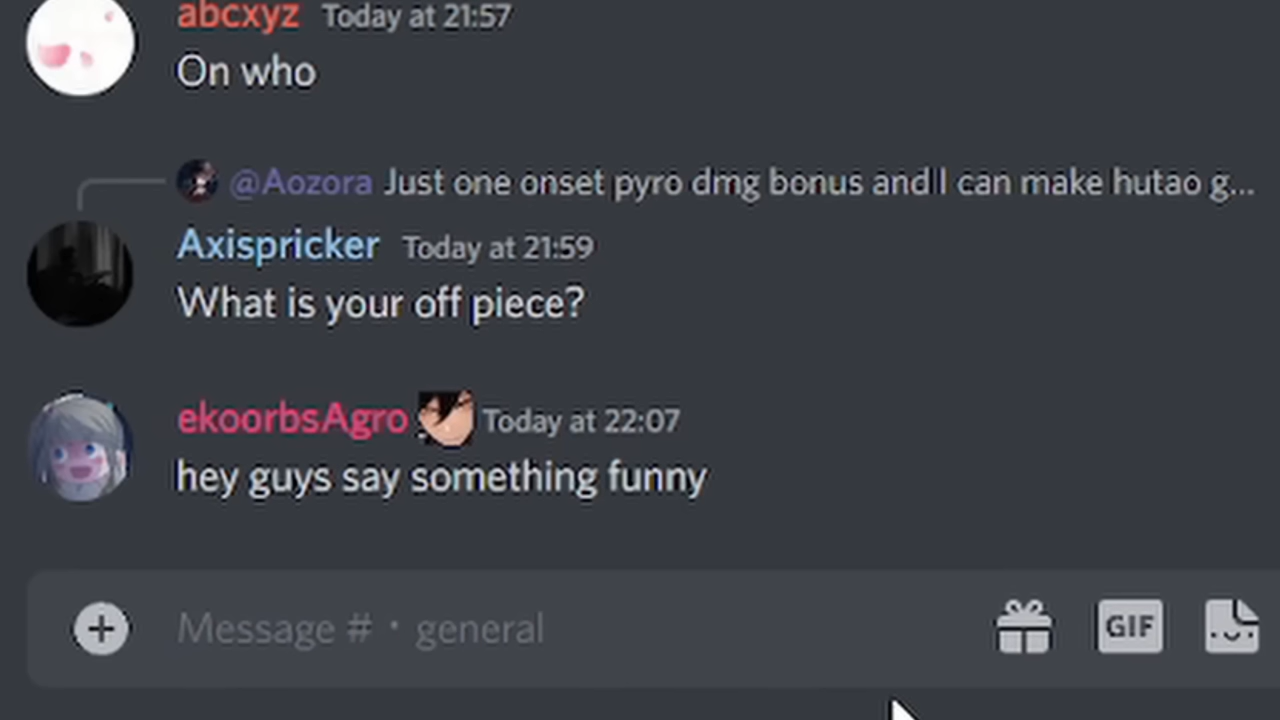 abcxyz Today at 21:57
On who
@Aozora Just one onset pyro dmg bonus and I can make hutao g...
Axispricker Today at 21:59
What is your off piece?
ekoorbsAgro Today at 22:07
hey guys say something funny
Message # · general
GIF